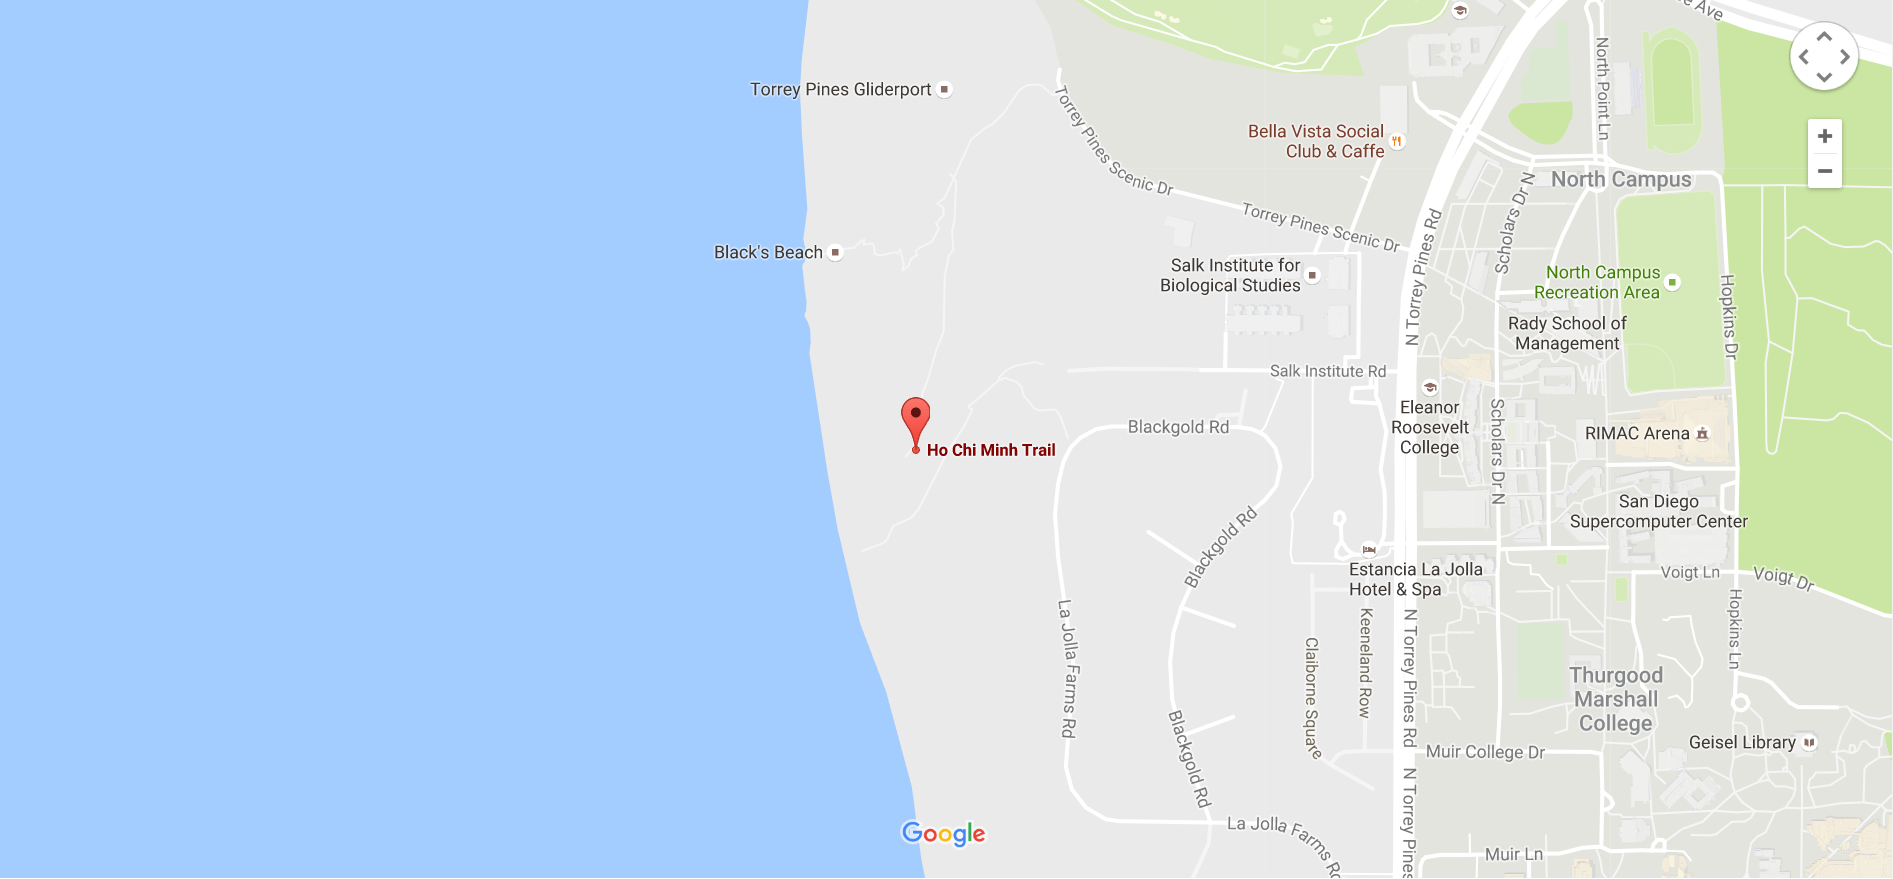 e Ave
North Point Ln
Torrey Pines Gliderport
Torrey Pines Scenic Dr
Bella Vista Social
Club & Caffe
North Campus
Scholars Dr N
Torrey Pines Scenic Dr
N Torrey Pines Rd
Black's Beach
Salk Institute for
Biological Studies
North Campus
Recreation Area
Hopkins Dr
Rady School of
Management
Salk Institute Rd
Eleanor
Roosevelt
College
Scholars Dr N
Blackgold Rd
RIMAC Arena
Ho Chi Minh Trail
San Diego
Supercomputer Center
Blackgold Rd
Estancia La Jolla
Hotel & Spa
Voigt Ln
Voigt Dr
Hopkins Ln
La Jolla Farms Rd
Claiborne Square
Keeneland Row
N Torrey Pines Rd
Thurgood
Marshall
College
Blackgold Rd
Muir College Dr
Geisel Library
N Torrey Pines
Google
La Jolla Farms Rd
Muir Ln